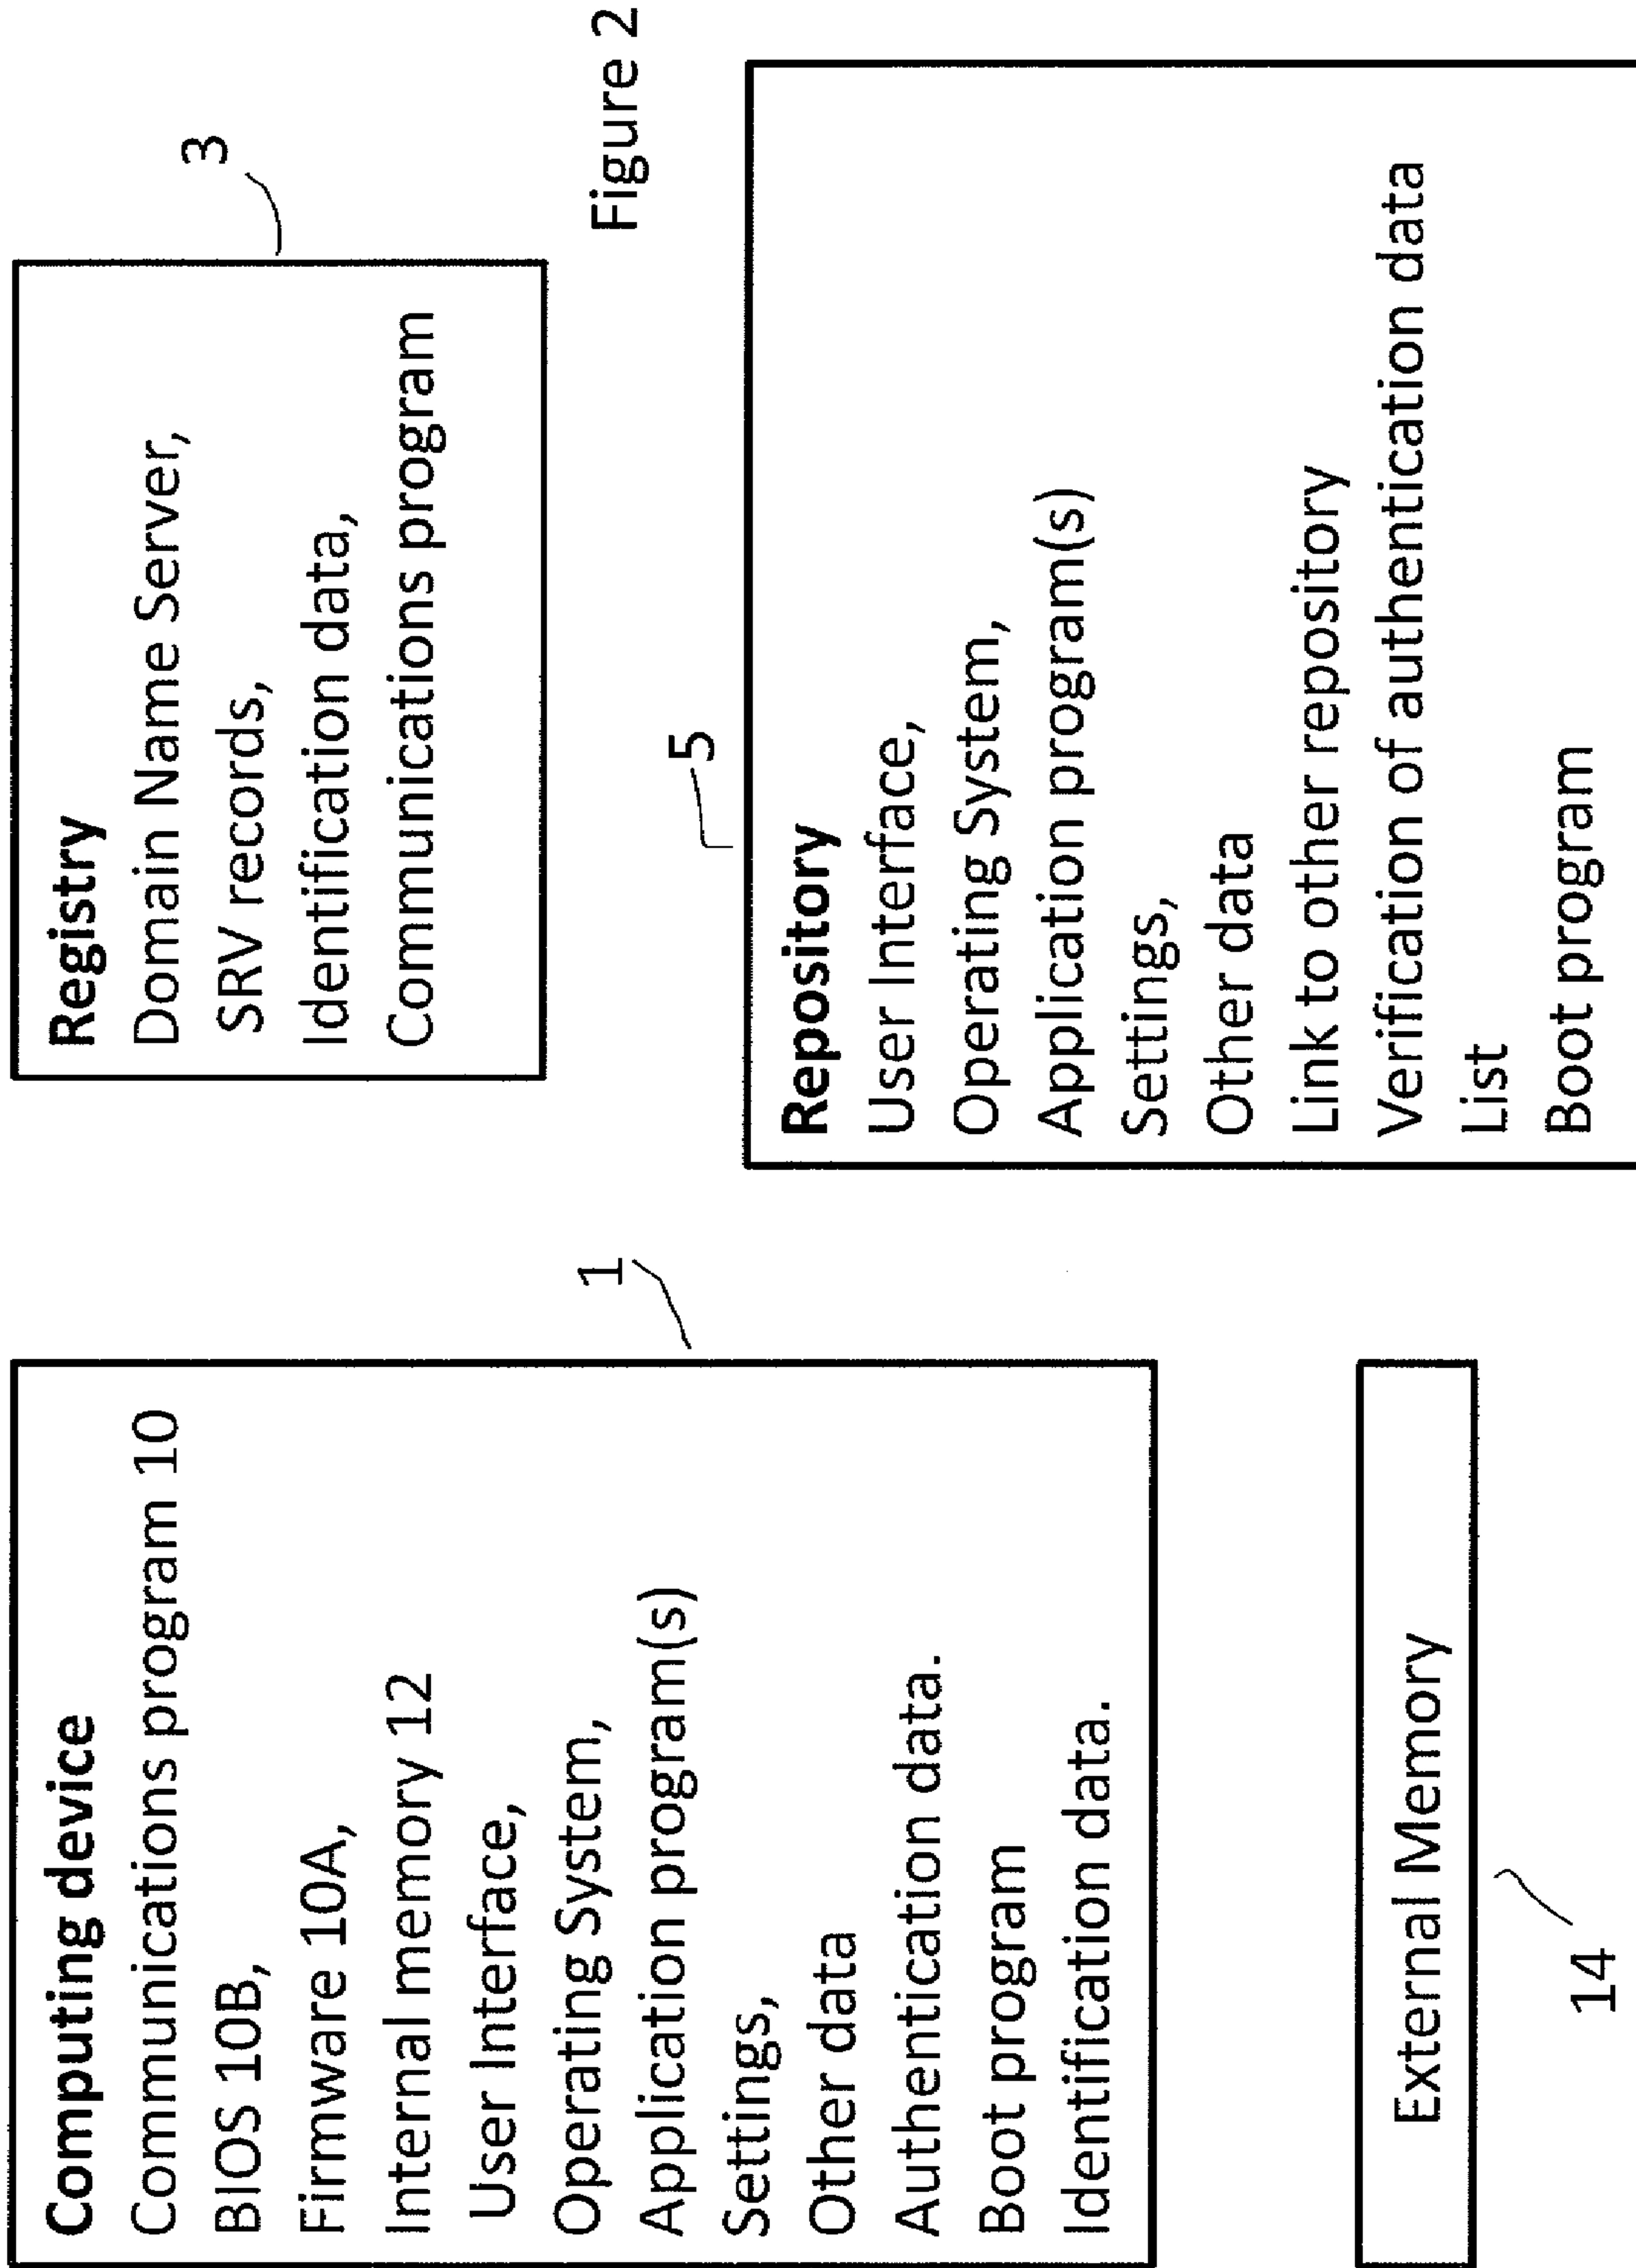 Computing device
Communications program 10
BIOS 10B,
Firmware 10A,
Internal memory 12
User Interface,
Operating System,
Application program(s)
Settings,
Other data
Authentication data.
Boot program
Identification data.
1
External Memory
14
Registry
Domain Name Server,
SRV records,
Identification data,
Communications program
3
Figure 2
5
Repository
User Interface,
Operating System,
Application program(s)
Settings,
Other data
Link to other repository
Verification of authentication data
List
Boot program